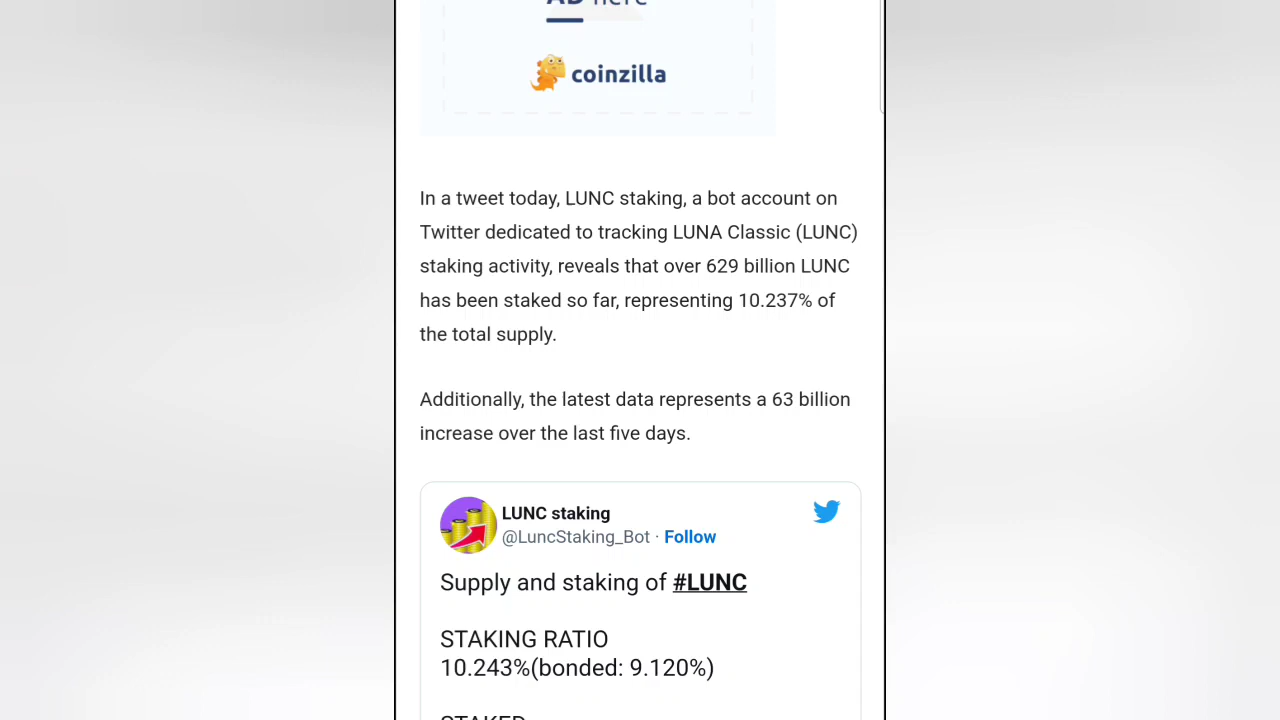 AD here
coinzilla
In a tweet today, LUNC staking, a bot account on
Twitter dedicated to tracking LUNA Classic (LUNC)
staking activity, reveals that over 629 billion LUNC
has been staked so far, representing 10.237% of
the total supply.
Additionally, the latest data represents a 63 billion
increase over the last five days.
LUNC staking
@LuncStaking_Bot · Follow
Supply and staking of #LUNC
STAKING RATIO
10.243%(bonded: 9.120%)
STAKED